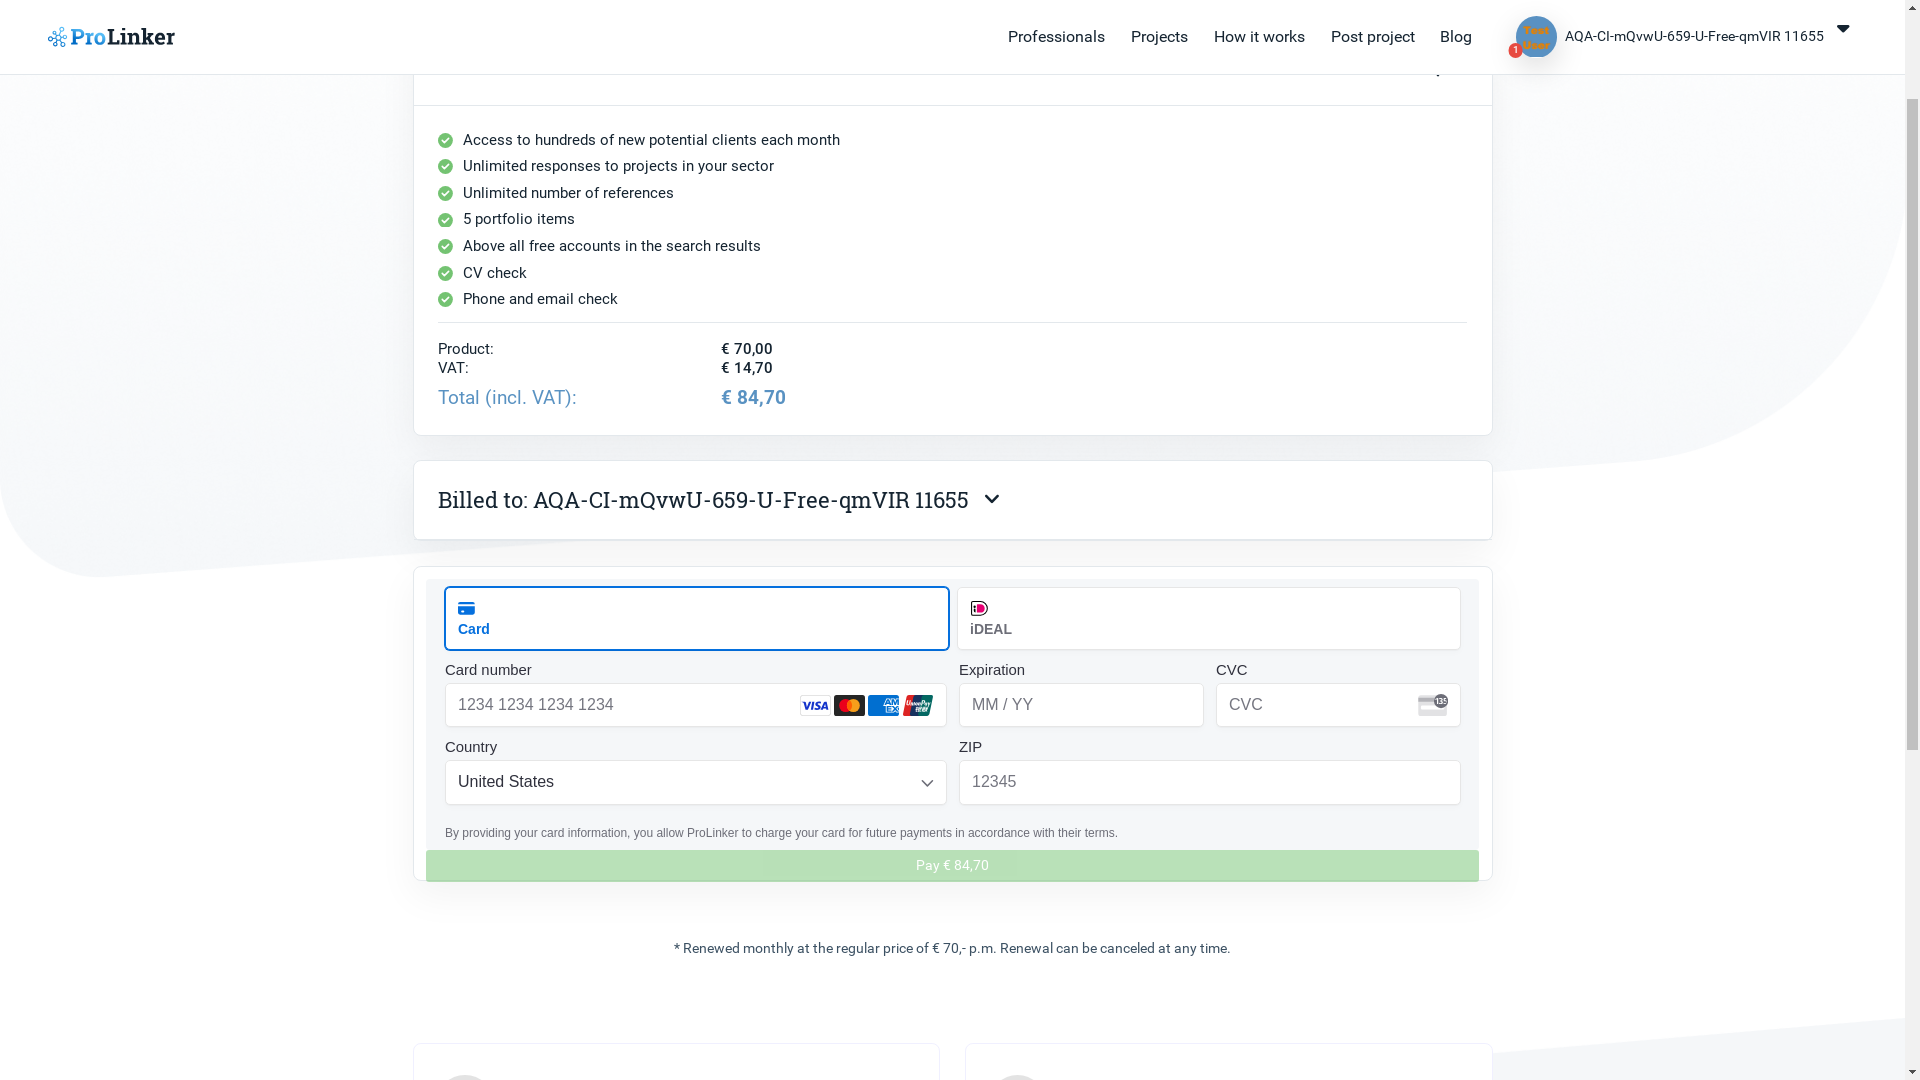 ProLinker
Professionals
Projects
How it works
Post project
Blog
Test
User
1
AQA-CI-mQvwU-659-U-Free-qmVIR 11655
Access to hundreds of new potential clients each month
Unlimited responses to projects in your sector
Unlimited number of references
5 portfolio items
Above all free accounts in the search results
CV check
Phone and email check
Product: € 70,00
VAT: € 14,70
Total (incl. VAT): € 84,70
Billed to: AQA-CI-mQvwU-659-U-Free-qmVIR 11655
Card
iDEAL
Card number
Expiration
CVC
1234 1234 1234 1234
VISA
AMEX
UnionPay
MM / YY
CVC
135
Country
ZIP
United States
12345
By providing your card information, you allow ProLinker to charge your card for future payments in accordance with their terms.
Pay € 84,70
* Renewed monthly at the regular price of € 70,- p.m. Renewal can be canceled at any time.